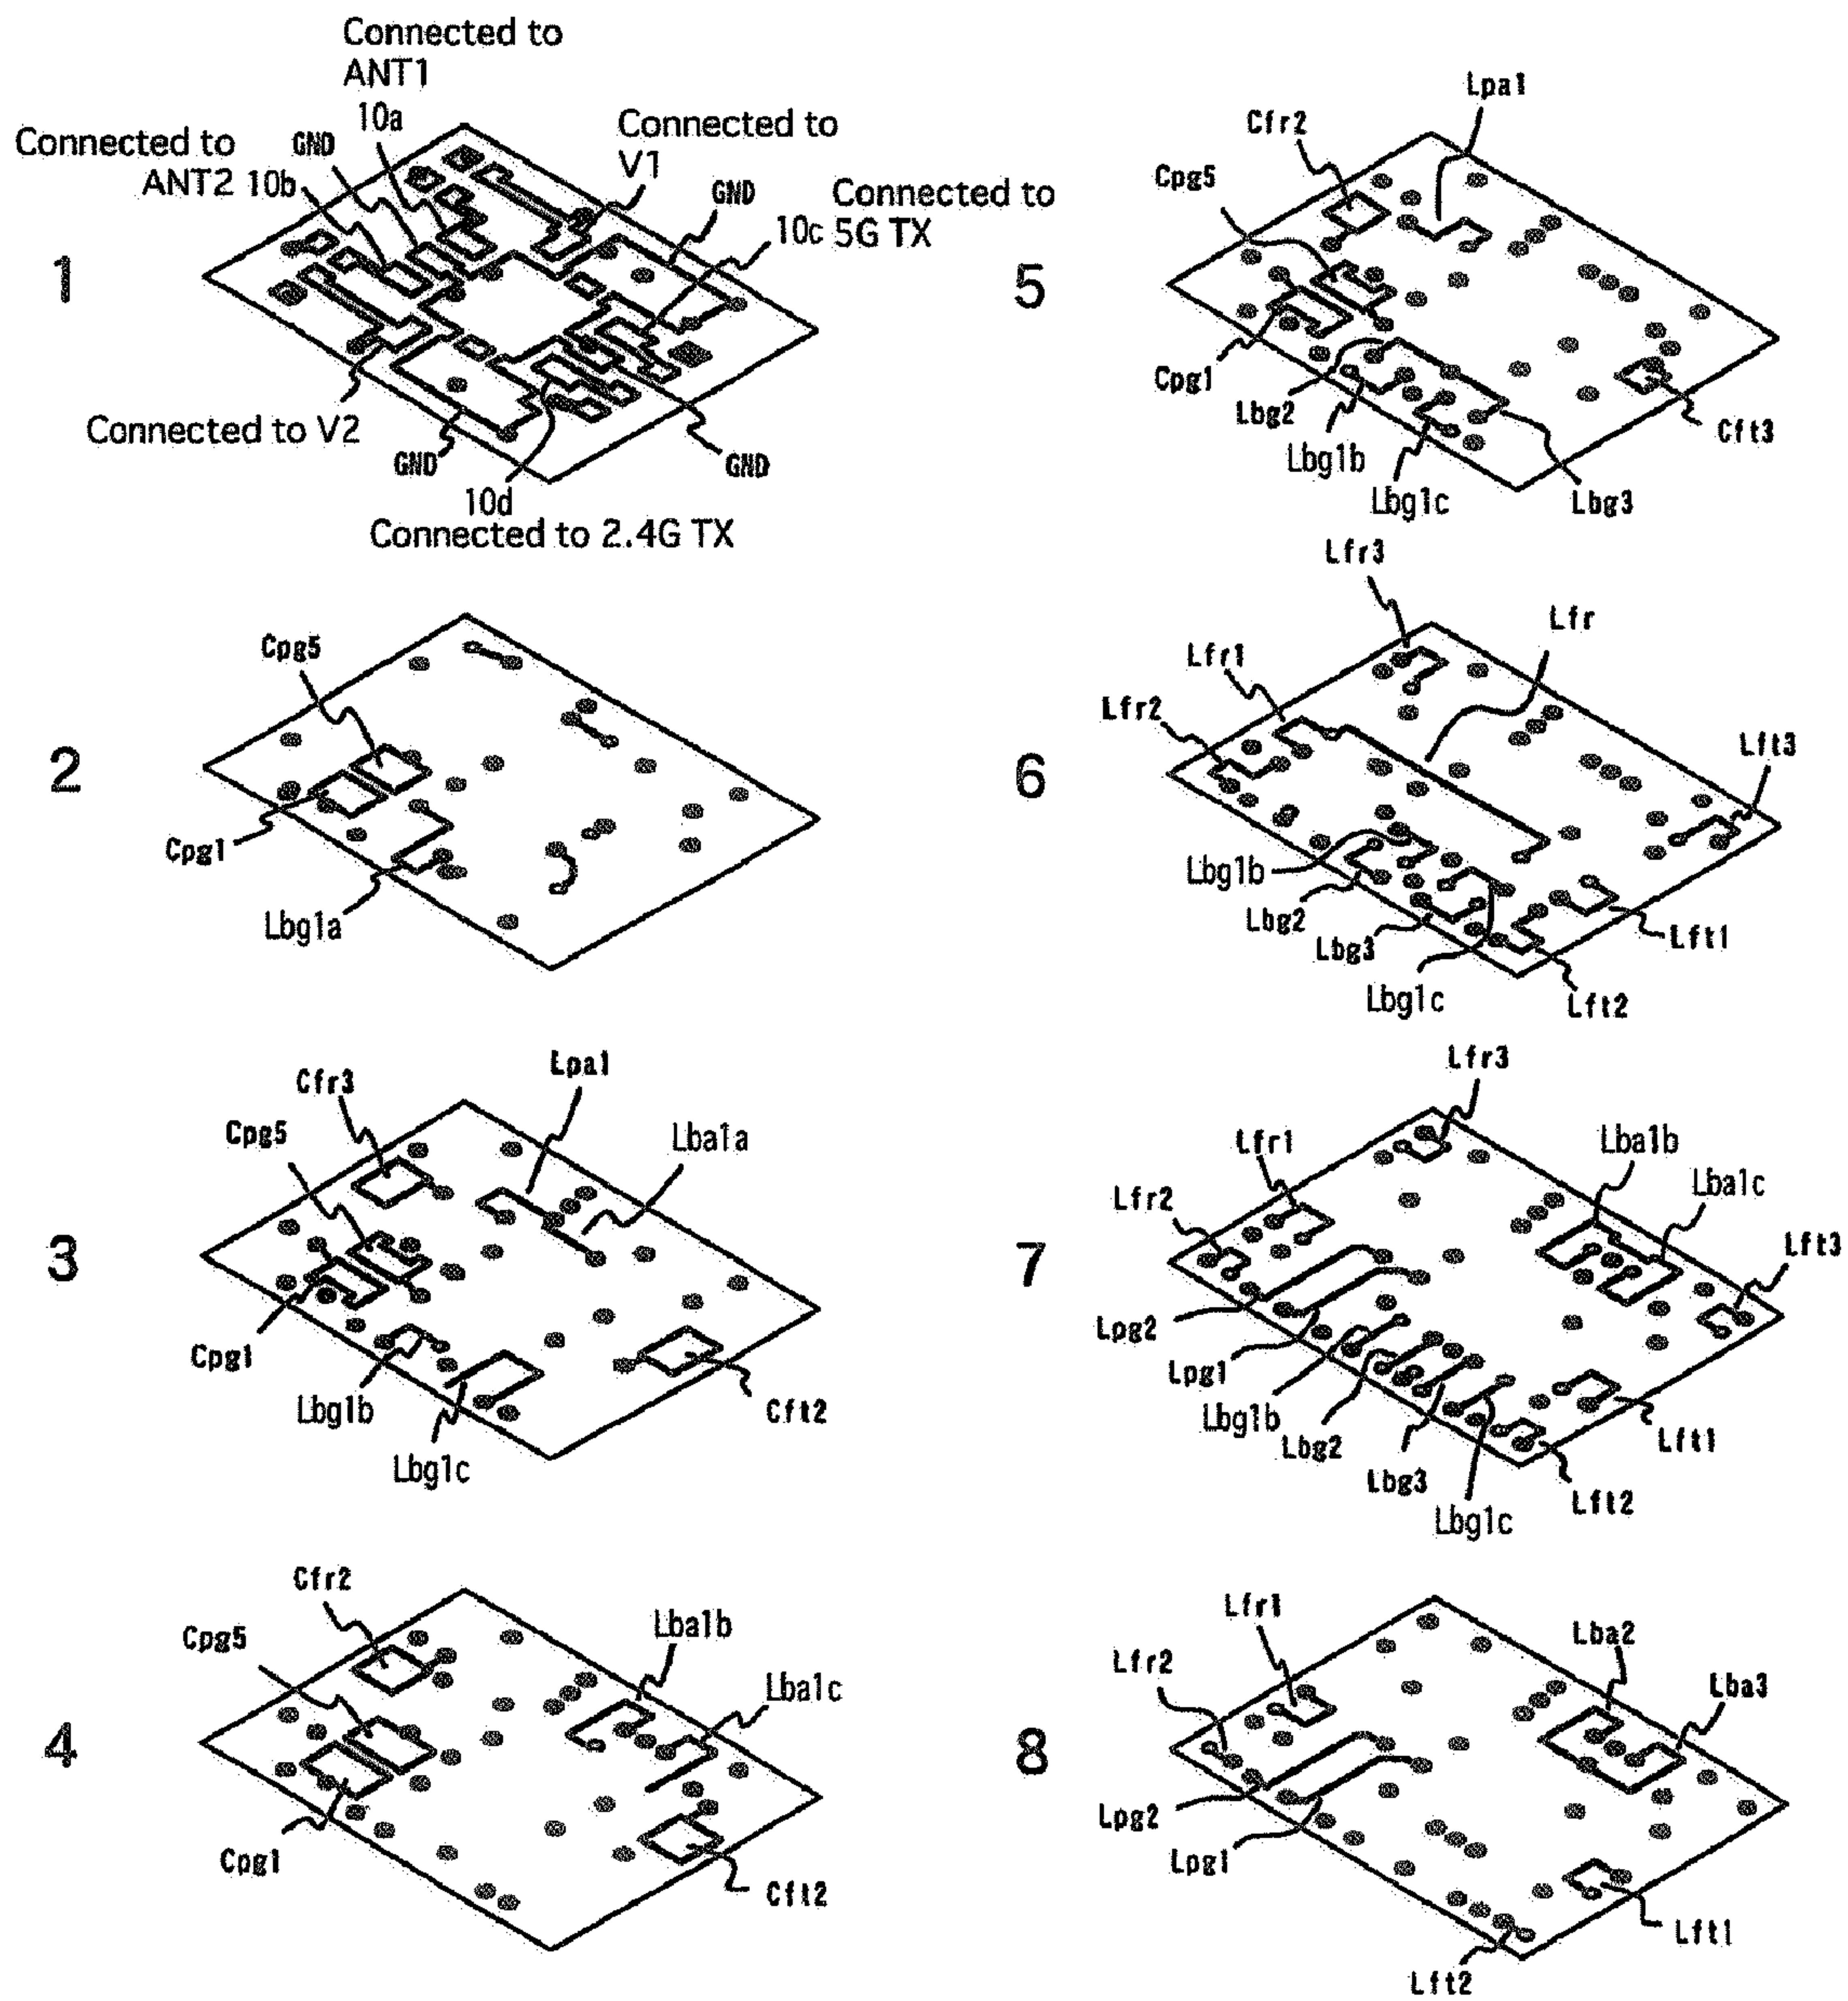 Connected to
ANT1
10a
Connected to
ANT2 10b
GND
Connected to
V1
GND
Connected to
10c 5G TX
1
Connected to V2
GND
GND
10d
Connected to 2.4G TX
2
Cpg5
Cpg1
Lbg1a
3
Cfr3
Lpa1
Cpg5
Lba1a
Cpg1
Lbg1b
Lbg1c
Cft2
4
Cfr2
Cpg5
Lba1b
Lba1c
Cpg1
Cft2
5
Lpa1
Cfr2
Cpg5
Cpg1
Lbg2
Lbg1b
Lbg1c
Lbg3
Cft3
6
Lfr3
Lfr
Lfr1
Lfr2
Lft3
Lbg1b
Lbg2
Lbg3
Lbg1c
Lft1
Lft2
7
Lfr3
Lfr1
Lba1b
Lfr2
Lba1c
Lft3
Lpg2
Lpg1
Lbg1b
Lbg2
Lbg3
Lbg1c
Lft1
Lft2
8
Lfr1
Lfr2
Lba2
Lba3
Lpg2
Lpg1
Lft1
Lft2